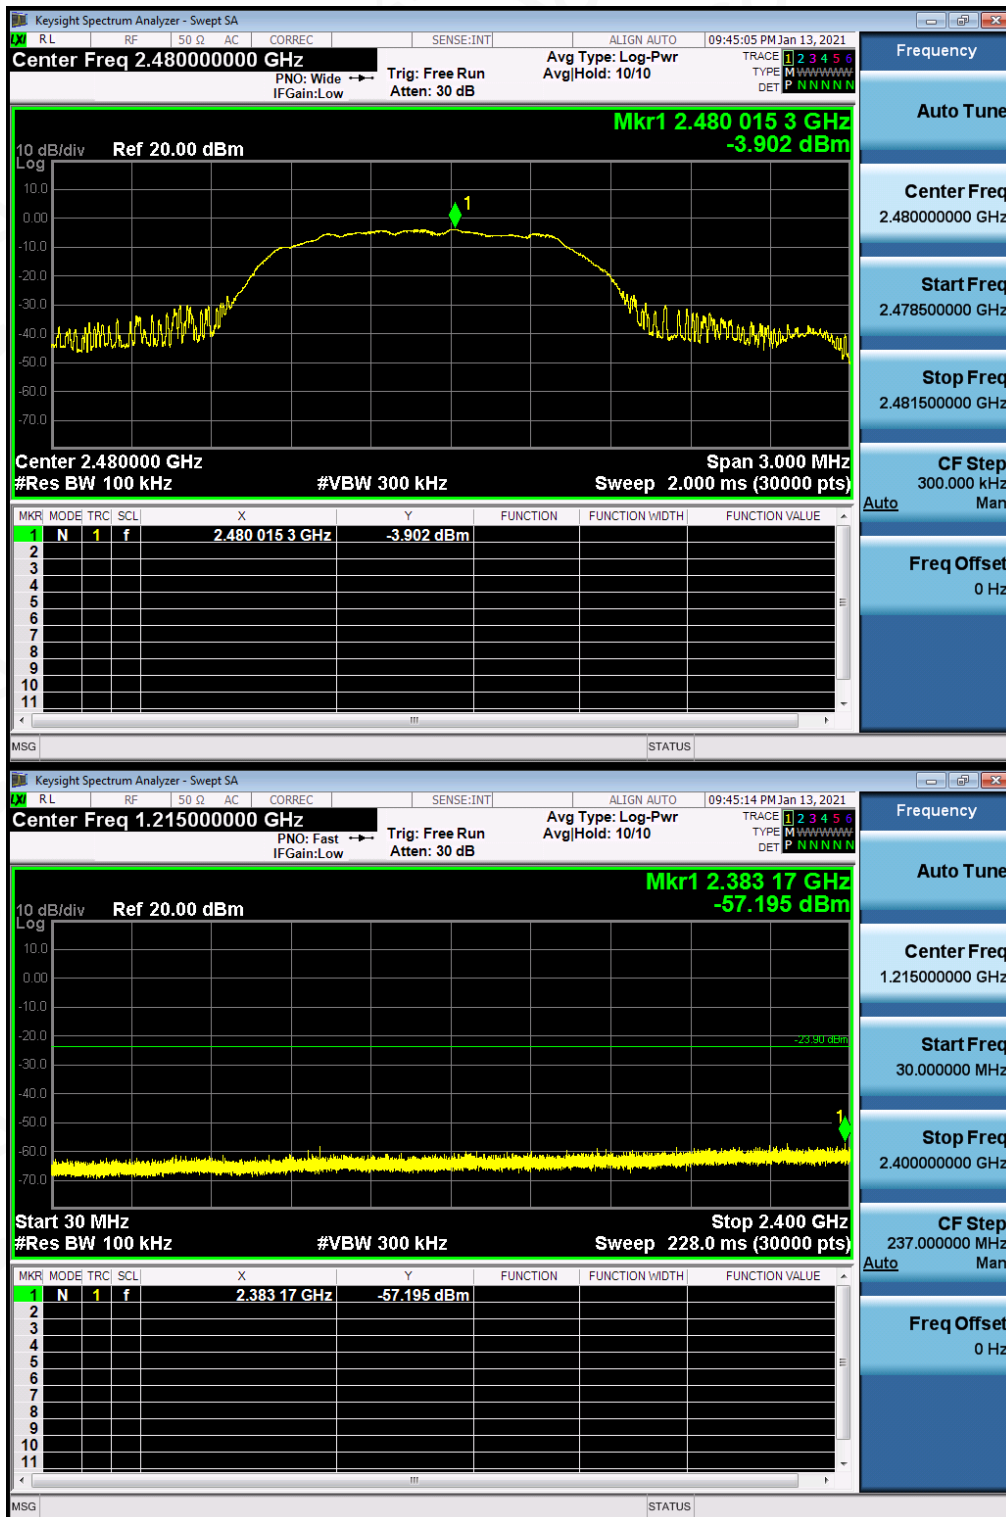 Keysight Spectrum Analyzer - Swept SA
LXI RL RF 50 Ω AC CORREC SENSE:INT ALIGN AUTO 09:45:05 PM Jan 13, 2021
Center Freq 2.480000000 GHz Avg Type: Log-Pwr TRACE 1 2 3 4 5 6
PNO: Wide Trig: Free Run Avg|Hold: 10/10 TYPE M WWWWW
IFGain:Low Atten: 30 dB DET P N N N N N
Mkr1 2.480 015 3 GHz
-3.902 dBm
10 dB/div Ref 20.00 dBm
Log
10.0
0.00
-10.0
-20.0
-30.0
-40.0
-50.0
-60.0
-70.0
1
Center 2.480000 GHz Span 3.000 MHz
#Res BW 100 kHz #VBW 300 kHz Sweep 2.000 ms (30000 pts)
MKR MODE TRC SCL X Y FUNCTION FUNCTION WIDTH FUNCTION VALUE
1 N 1 f 2.480 015 3 GHz -3.902 dBm
2
3
4
5
6
7
8
9
10
11
MSG STATUS
Frequency
Auto Tune
Center Freq
2.480000000 GHz
Start Freq
2.478500000 GHz
Stop Freq
2.481500000 GHz
CF Step
300.000 kHz
Auto Man
Freq Offset
0 Hz
Keysight Spectrum Analyzer - Swept SA
LXI RL RF 50 Ω AC CORREC SENSE:INT ALIGN AUTO 09:45:14 PM Jan 13, 2021
Center Freq 1.215000000 GHz Avg Type: Log-Pwr TRACE 1 2 3 4 5 6
PNO: Fast Trig: Free Run Avg|Hold: 10/10 TYPE M WWWWW
IFGain:Low Atten: 30 dB DET P N N N N N
Mkr1 2.383 17 GHz
-57.195 dBm
10 dB/div Ref 20.00 dBm
Log
10.0
0.00
-10.0
-20.0
-30.0
-40.0
-50.0
-60.0
-70.0
-23.90 dBm
1
Start 30 MHz Stop 2.400 GHz
#Res BW 100 kHz #VBW 300 kHz Sweep 228.0 ms (30000 pts)
MKR MODE TRC SCL X Y FUNCTION FUNCTION WIDTH FUNCTION VALUE
1 N 1 f 2.383 17 GHz -57.195 dBm
2
3
4
5
6
7
8
9
10
11
MSG STATUS
Frequency
Auto Tune
Center Freq
1.215000000 GHz
Start Freq
30.000000 MHz
Stop Freq
2.400000000 GHz
CF Step
237.000000 MHz
Auto Man
Freq Offset
0 Hz